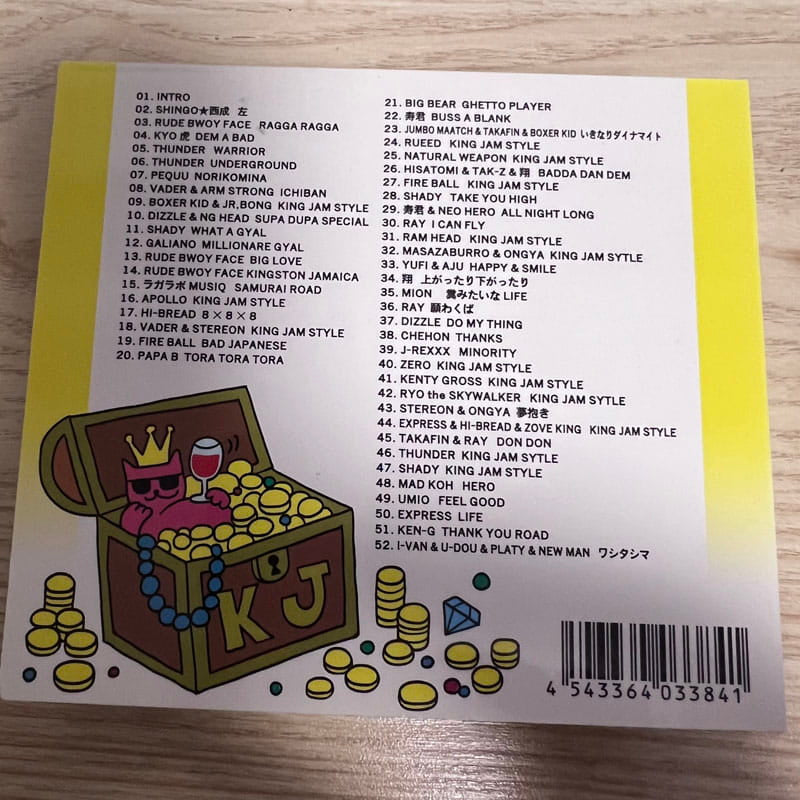 01. INTRO
02. SHINGO★西成 左
03. RUDE BWOY FACE RAGGA RAGGA
04. KYO 虎 DEM A BAD
05. THUNDER WARRIOR
06. THUNDER UNDERGROUND
07. PEQUU NORIKOMINA
08. VADER & ARM STRONG ICHIBAN
09. BOXER KID & JR,BONG KING JAM STYLE
10. DIZZLE & NG HEAD SUPA DUPA SPECIAL
11. SHADY WHAT A GYAL
12. GALIANO MILLIONARE GYAL
13. RUDE BWOY FACE BIG LOVE
14. RUDE BWOY FACE KINGSTON JAMAICA
15. ラガラボ MUSIQ SAMURAI ROAD
16. APOLLO KING JAM STYLE
17. HI-BREAD 8×8×8
18. VADER & STEREON KING JAM STYLE
19. FIRE BALL BAD JAPANESE
20. PAPA B TORA TORA TORA
21. BIG BEAR GHETTO PLAYER
22. 寿君 BUSS A BLANK
23. JUMBO MAATCH & TAKAFIN & BOXER KID いきなりダイナマイト
24. RUEED KING JAM STYLE
25. NATURAL WEAPON KING JAM STYLE
26. HISATOMI & TAK-Z & 翔 BADDA DAN DEM
27. FIRE BALL KING JAM STYLE
28. SHADY TAKE YOU HIGH
29. 寿君 & NEO HERO ALL NIGHT LONG
30. RAY I CAN FLY
31. RAM HEAD KING JAM STYLE
32. MASAZABURRO & ONGYA KING JAM SYTLE
33. YUFI & AJU HAPPY & SMILE
34. 翔 上がったり下がったり
35. MION 糞みたいな LIFE
36. RAY 願わくば
37. DIZZLE DO MY THING
38. CHEHON THANKS
39. J-REXXX MINORITY
40. ZERO KING JAM STYLE
41. KENTY GROSS KING JAM STYLE
42. RYO the SKYWALKER KING JAM SYTLE
43. STEREON & ONGYA 夢抱き
44. EXPRESS & HI-BREAD & ZOVE KING KING JAM STYLE
45. TAKAFIN & RAY DON DON
46. THUNDER KING JAM SYTLE
47. SHADY KING JAM STYLE
48. MAD KOH HERO
49. UMIO FEEL GOOD
50. EXPRESS LIFE
51. KEN-G THANK YOU ROAD
52. I-VAN & U-DOU & PLATY & NEW MAN ワシタシマ
K J
4 543364 033841